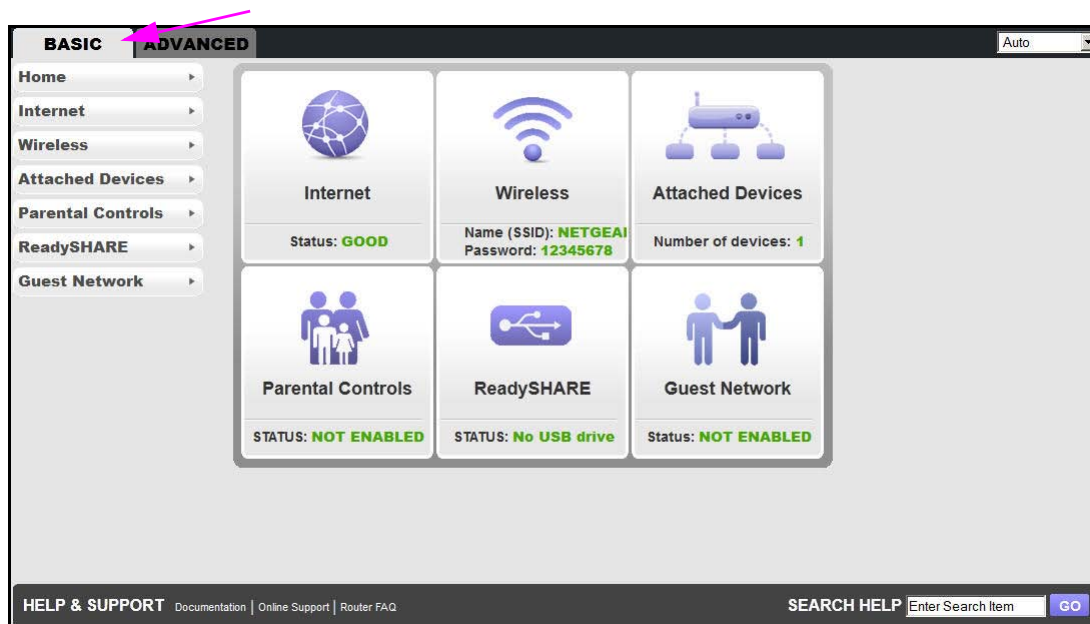 BASIC ADVANCED Auto
Home
Internet
Wireless
Attached Devices
Parental Controls
ReadySHARE
Guest Network
Internet
Status: GOOD
Wireless
Name (SSID): NETGEAI
Password: 12345678
Attached Devices
Number of devices: 1
Parental Controls
STATUS: NOT ENABLED
ReadySHARE
STATUS: No USB drive
Guest Network
Status: NOT ENABLED
HELP & SUPPORT Documentation | Online Support | Router FAQ SEARCH HELP Enter Search Item GO